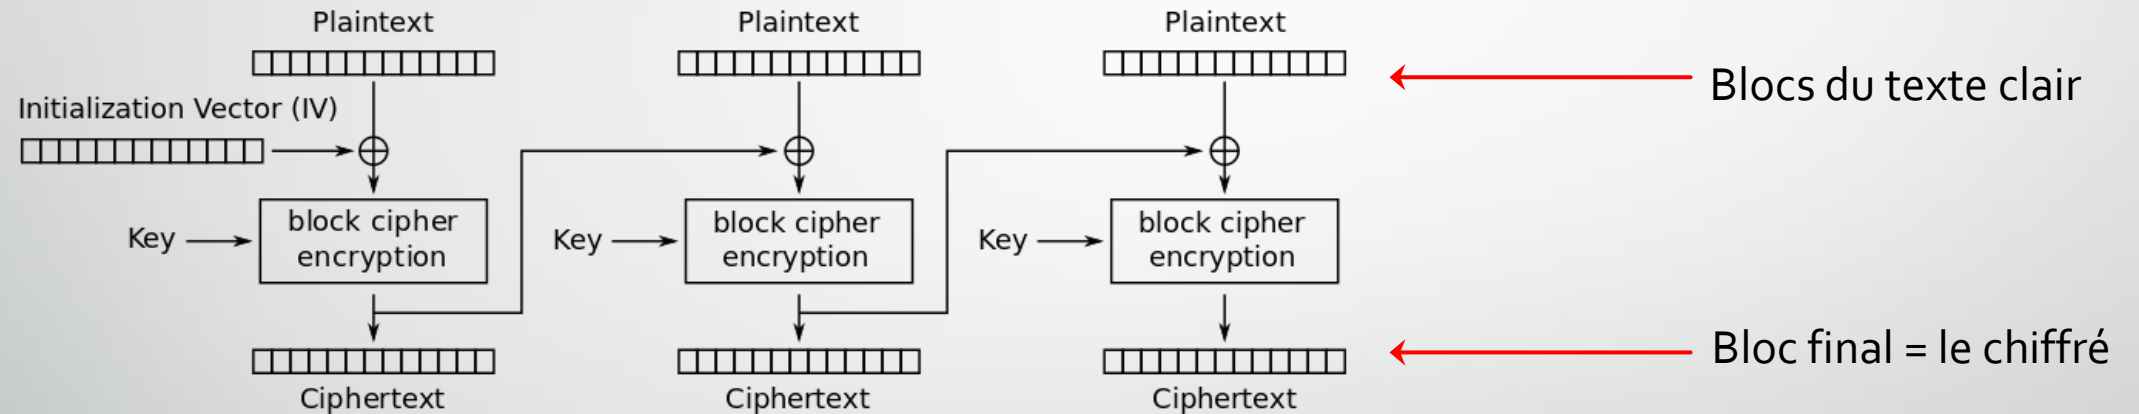 Plaintext
Plaintext
Plaintext
Blocs du texte clair
Initialization Vector (IV)
Key
block cipher
encryption
Key
block cipher
encryption
Key
block cipher
encryption
Bloc final = le chiffré
Ciphertext
Ciphertext
Ciphertext